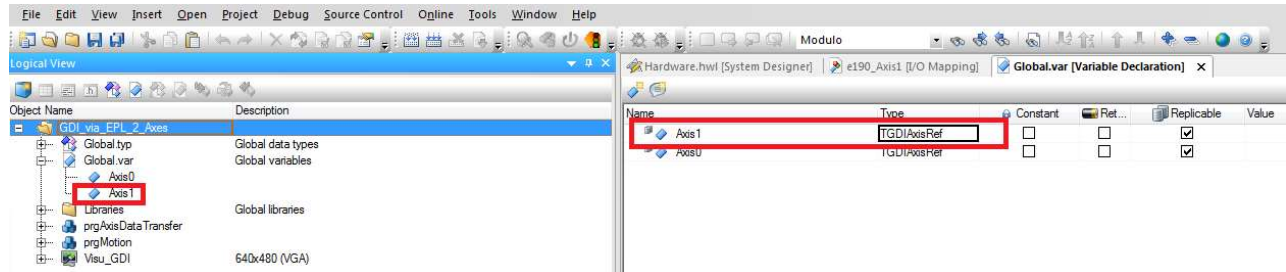 File Edit View Insert Open Project Debug Source Control Online Tools Window Help
Modulo
Logical View
Object Name Description
GDI_via_EPL_2_Axes
Global.typ Global data types
Global.var Global variables
Axis0
Axis1
Libraries Global libraries
prgAxisDataTransfer
prgMotion
Visu_GDI 640x480 (VGA)
Hardware.hwl [System Designer] e190_Axis1 [I/O Mapping] Global.var [Variable Declaration] X
Name Type Constant Ret... Replicable Value
Axis1 TGDIAxisRef
Axis0 TGDIAxisRef